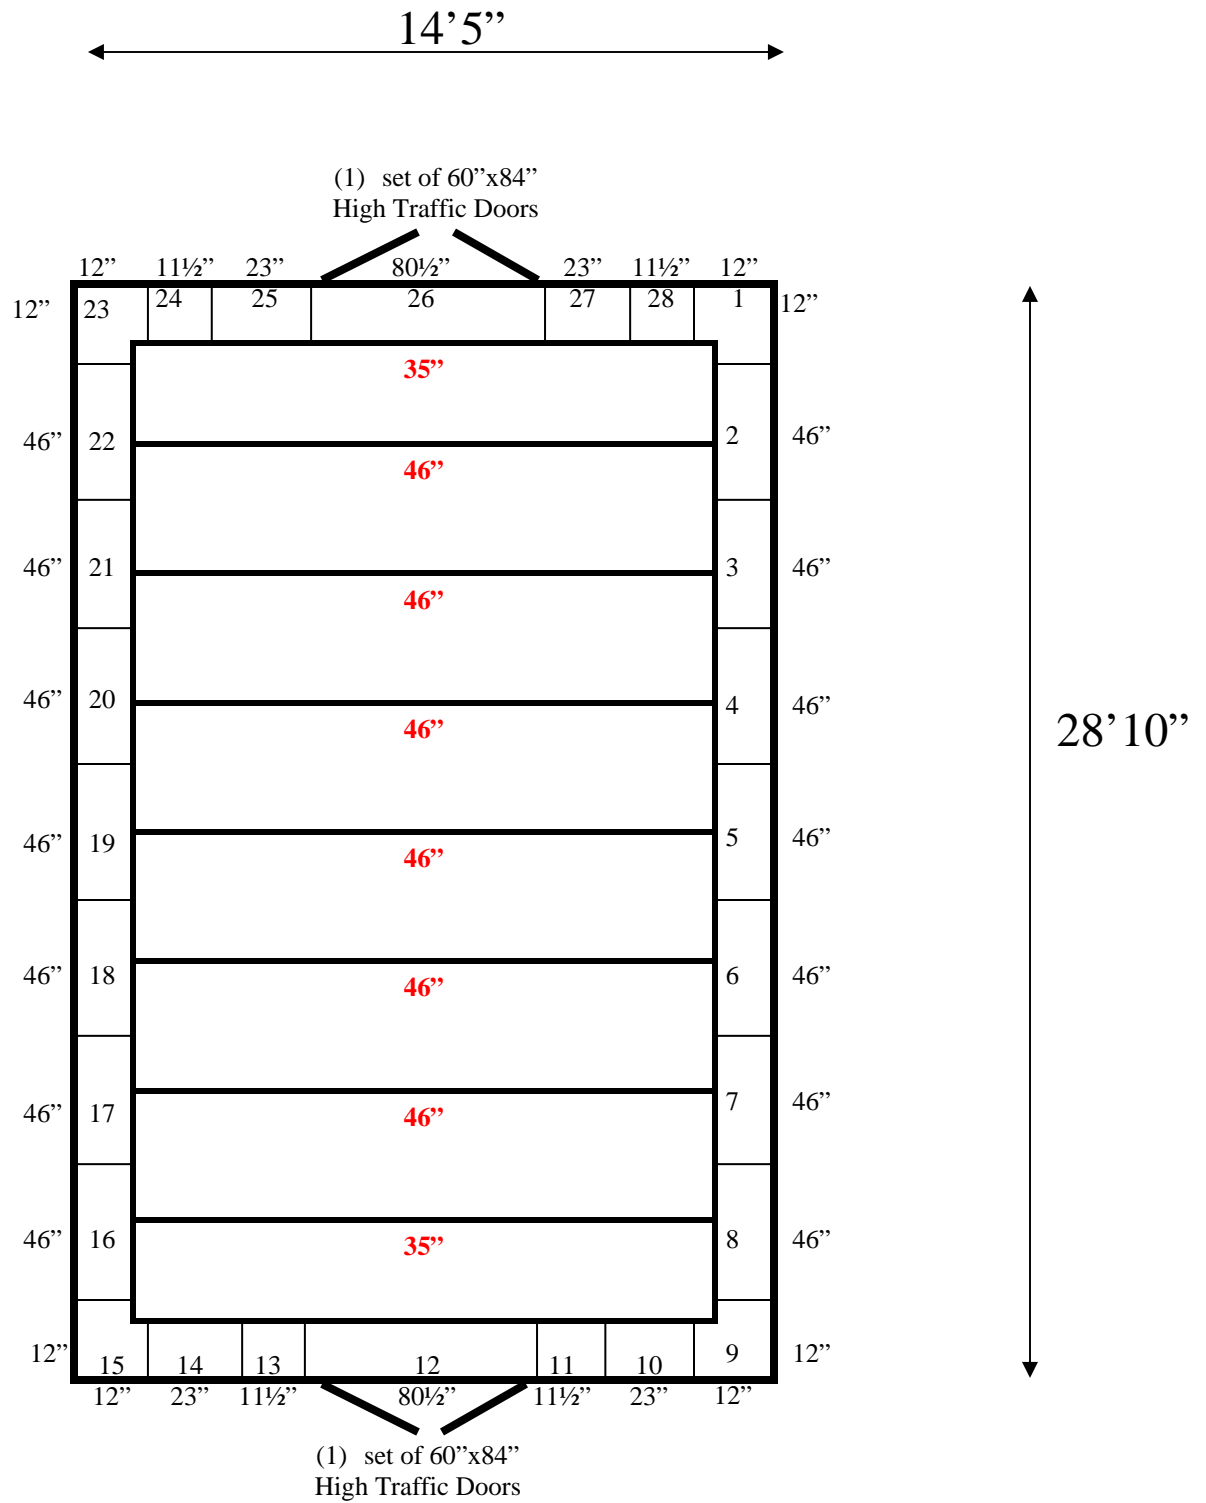 14’5”
(1) set of 60”x84”
High Traffic Doors
12” 11½” 23” 80½” 23” 11½” 12”
12” 23 24 25 26 27 28 1 12”
35”
46” 22 2 46”
46”
46” 21 3 46”
46”
46” 20 4 46”
46”
28’10”
46” 19 5 46”
46”
46” 18 6 46”
46”
46” 17 7 46”
46”
46” 16 8 46”
35”
12” 15 14 13 12 11 10 9 12”
12” 23” 11½” 80½” 11½” 23” 12”
(1) set of 60”x84”
High Traffic Doors